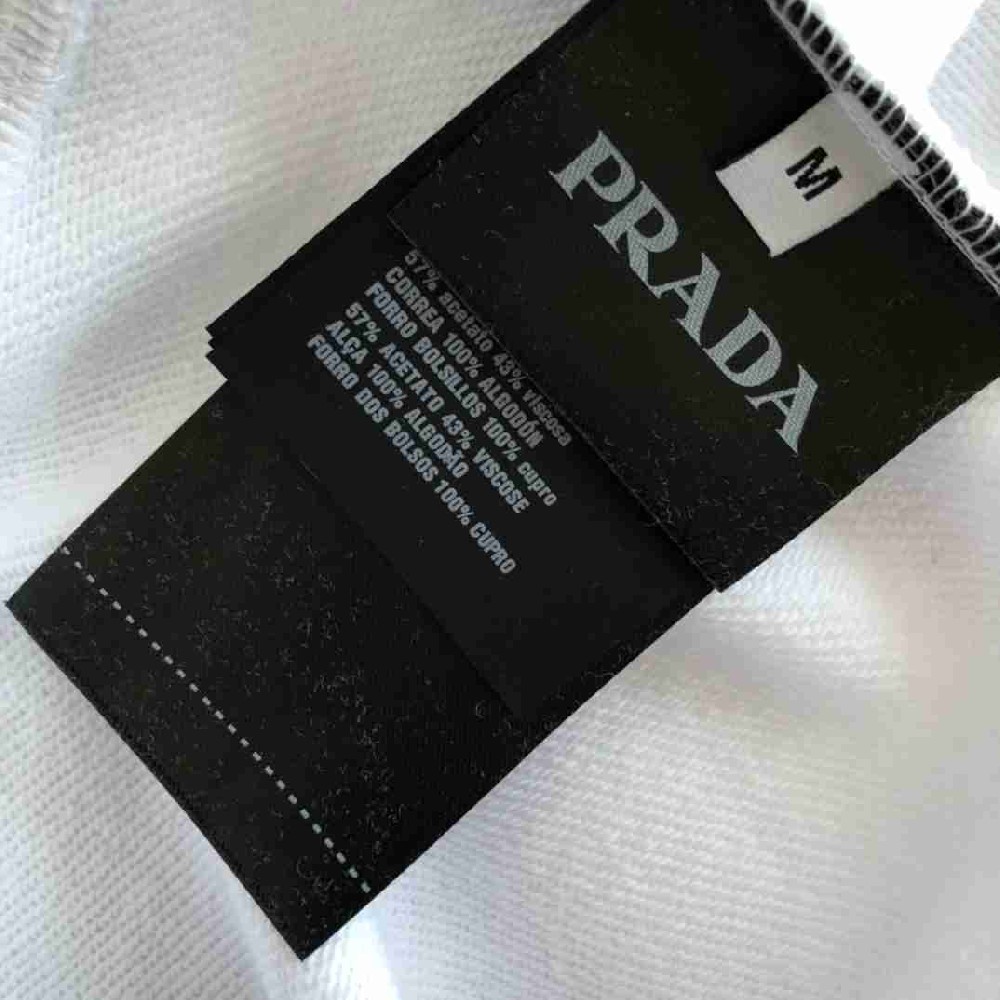 PRADA
M
57% acetato 43% viscosa
CORREA 100% ALGODÓN
FORRO BOLSILLOS 100% cupro
57% ACETATO 43% VISCOSE
ALÇA 100% ALGODÃO
FORRO DOS BOLSOS 100% CUPRO